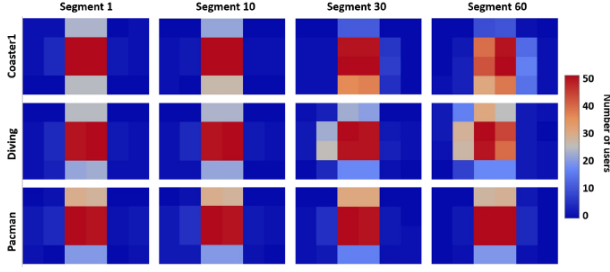 Segment 1 Segment 10 Segment 30 Segment 60
Coaster1
Diving
Pacman
50
40
30
20
10
0
Number of users